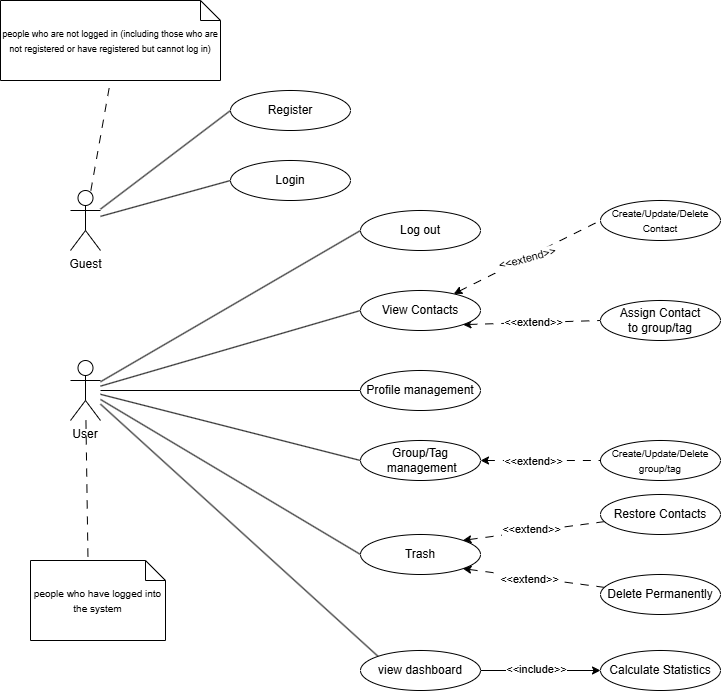 people who are not logged in (including those who are
not registered or have registered but cannot log in)
Register
Login
Guest
Log out
Create/Update/Delete
Contact
<<extend>>
View Contacts
<<extend>>
Assign Contact
to group/tag
Profile management
User
Group/Tag
management
<<extend>>
Create/Update/Delete
group/tag
Restore Contacts
<<extend>>
Trash
<<extend>>
Delete Permanently
people who have logged into
the system
view dashboard
<<include>>
Calculate Statistics